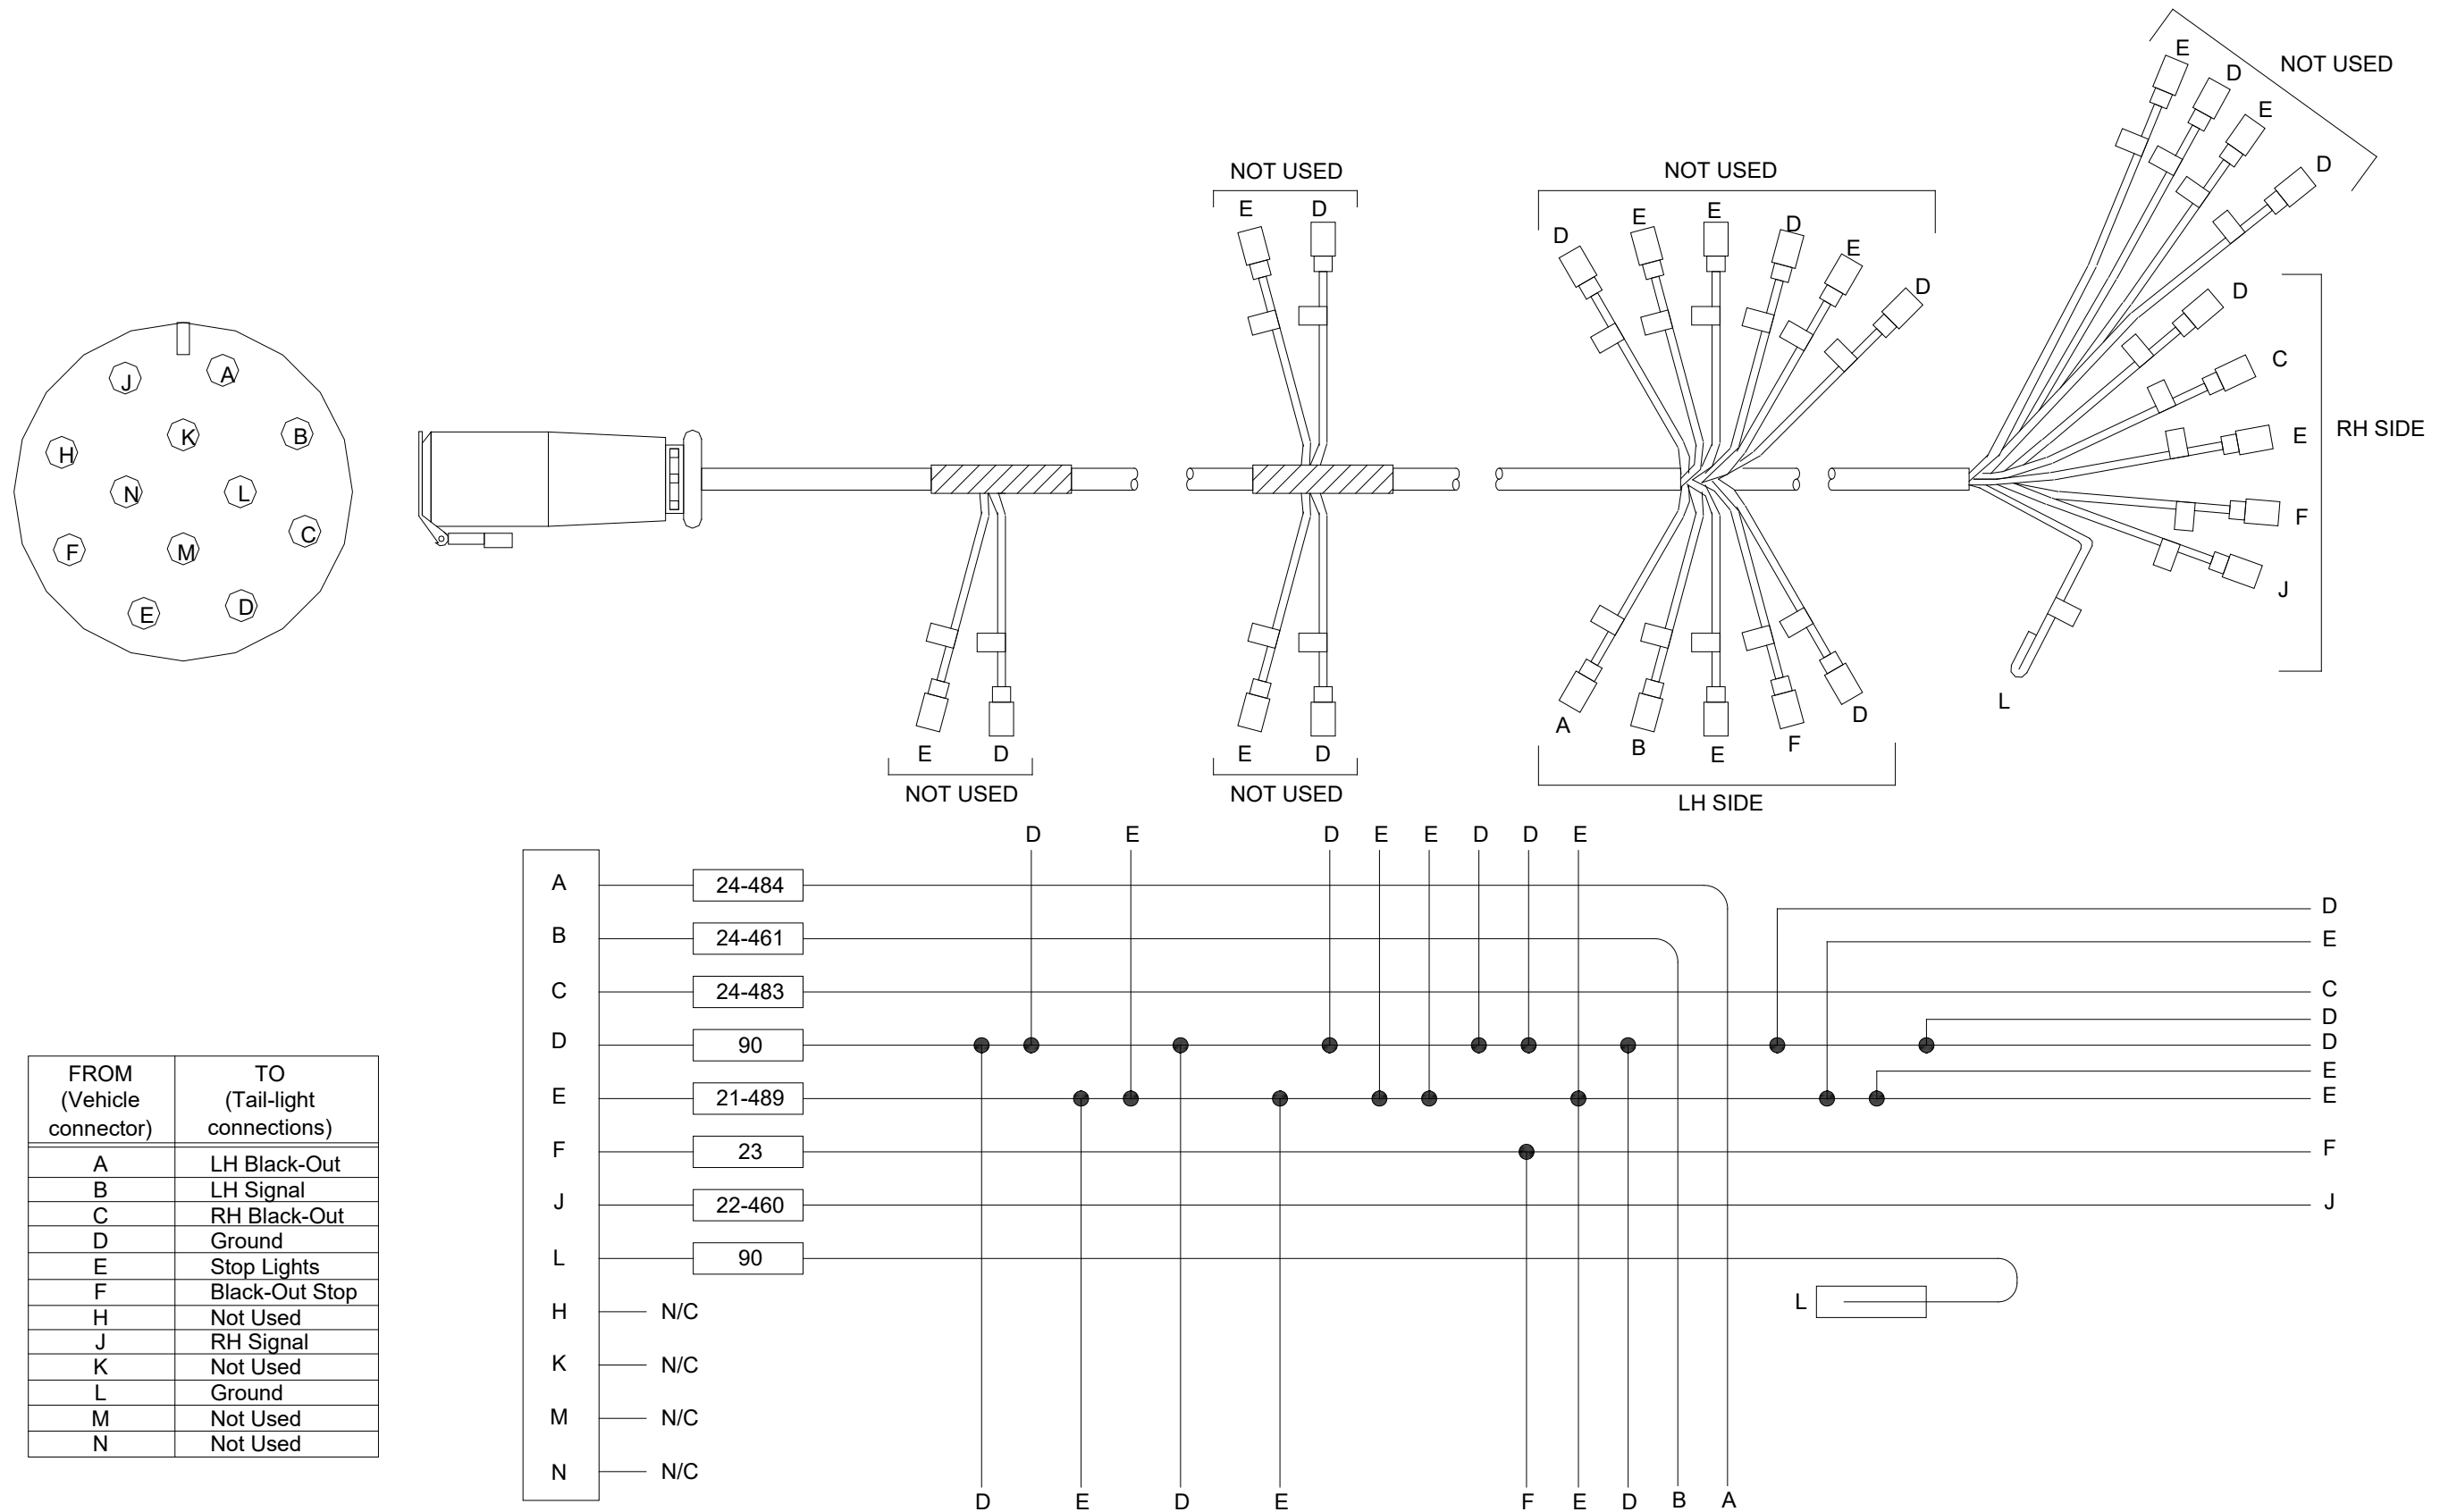 E
D
NOT USED
E
D
NOT USED
E D
NOT USED
D E E D E D
D
C
E
F
J
L
RH SIDE
J A
K B
H
N L
F M C
E D
E D
NOT USED
E D
NOT USED
A B E F D
LH SIDE
D E D E E D D E
A 24-484
B 24-461
C 24-483
D 90
E 21-489
F 23
J 22-460
L 90
H N/C
K N/C
M N/C
N N/C
D
E
C
D
D
E
E
F
J
L
D E D E F E D B A
FROM
(Vehicle
connector)
TO
(Tail-light
connections)
A LH Black-Out
B LH Signal
C RH Black-Out
D Ground
E Stop Lights
F Black-Out Stop
H Not Used
J RH Signal
K Not Used
L Ground
M Not Used
N Not Used